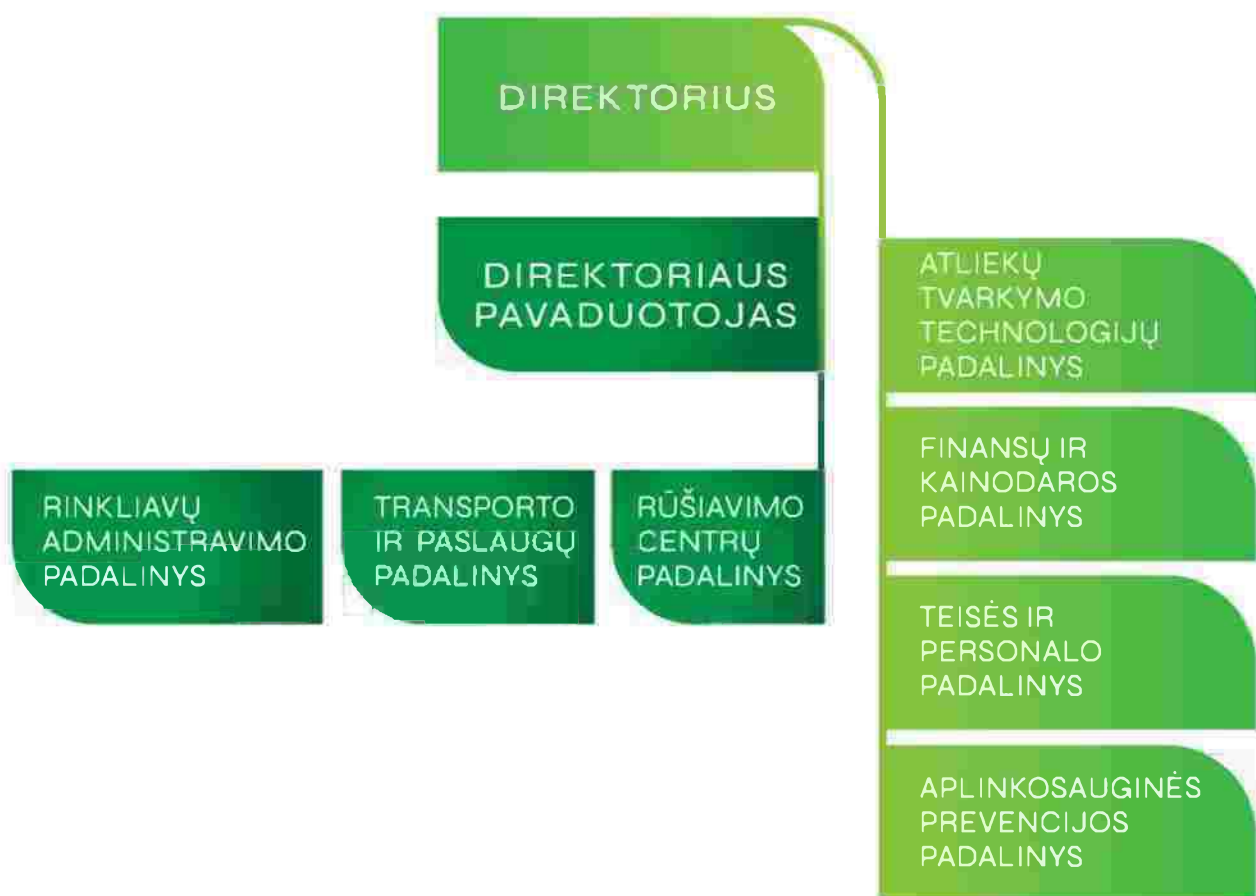 DIREKTORIUS
DIREKTORIAUS
PAVADUOTOJAS
RINKLIAVŲ
ADMINISTRAVIMO
PADALINYS
TRANSPORTO
IR PASLAUGŲ
PADALINYS
RŪŠIAVIMO
CENTRŲ
PADALINYS
ATLIEKŲ
TVARKYMO
TECHNOLOGIJŲ
PADALINYS
FINANSŲ IR
KAINODAROS
PADALINYS
TEISĖS IR
PERSONALO
PADALINYS
APLINKOSAUGINĖS
PREVENCIJOS
PADALINYS